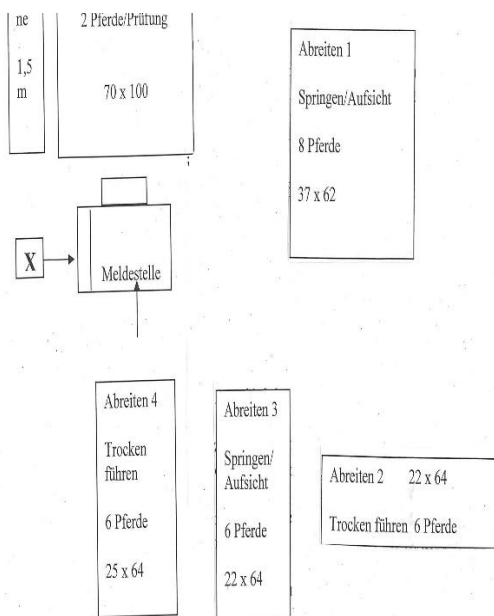 ne
1,5
m
2 Pferde/Prüfung
70 x 100
Abreiten 1
Springen/Aufsicht
8 Pferde
37 x 62
X
Meldestelle
Abreiten 4
Trocken
führen
6 Pferde
25 x 64
Abreiten 3
Springen/
Aufsicht
6 Pferde
22 x 64
Abreiten 2 22 x 64
Trocken führen 6 Pferde